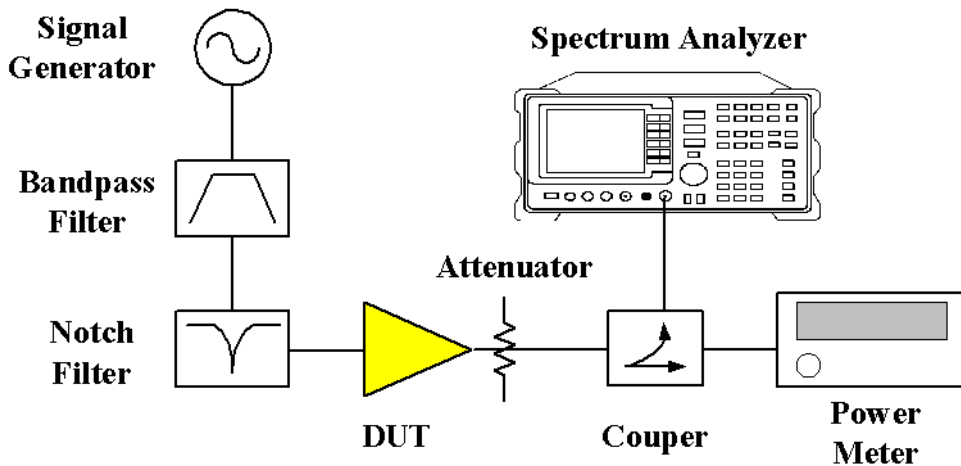 Signal
Generator
Spectrum Analyzer
Bandpass
Filter
Attenuator
Notch
Filter
DUT
Couper
Power
Meter